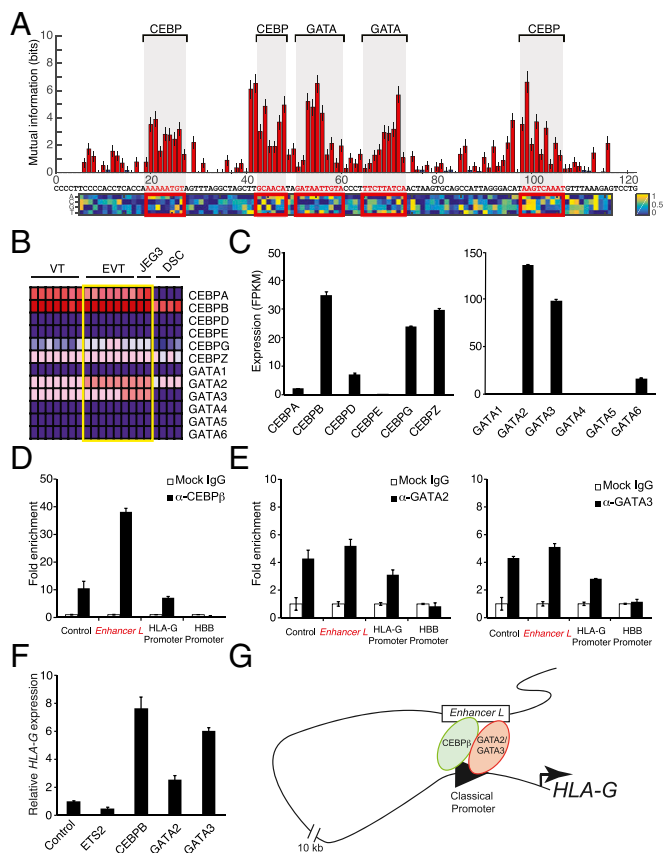 A
CEBP
CEBP
GATA
GATA
CEBP
Mutual information (bits)
10
8
6
4
2
0
0
20
40
60
80
100
120
CCCCTTCCCCACCTCACCAAAAAATGTAGTTTAGGCTAGCTTGCAACATAGATAATTGTACCCTTTCTTATCAACTAAGTGCAGCCATTAGGGACATAAGTCAAATGTTTAAAGAGTCCTG
A
T
1
0.5
0
B
VT
EVT
JEG3
DSC
CEBPA
CEBPB
CEBPD
CEBPE
CEBPG
CEBPZ
GATA1
GATA2
GATA3
GATA4
GATA5
GATA6
C
Expression (FPKM)
50
40
30
20
10
0
CEBPA
CEBPB
CEBPD
CEBPE
CEBPG
CEBPZ
150
100
50
0
GATA1
GATA2
GATA3
GATA4
GATA5
GATA6
D
Fold enrichment
50
40
30
20
10
0
Mock IgG
α-CEBPβ
Control
Enhancer L
HLA-G Promoter
HBB Promoter
E
Fold enrichment
10
8
6
4
2
0
Mock IgG
α-GATA2
Control
Enhancer L
HLA-G Promoter
HBB Promoter
10
8
6
4
2
0
Mock IgG
α-GATA3
Control
Enhancer L
HLA-G Promoter
HBB Promoter
F
Relative HLA-G expression
10
8
6
4
2
0
Control
ETS2
CEBPB
GATA2
GATA3
G
Enhancer L
CEBPβ
GATA2/
GATA3
Classical
Promoter
HLA-G
10 kb